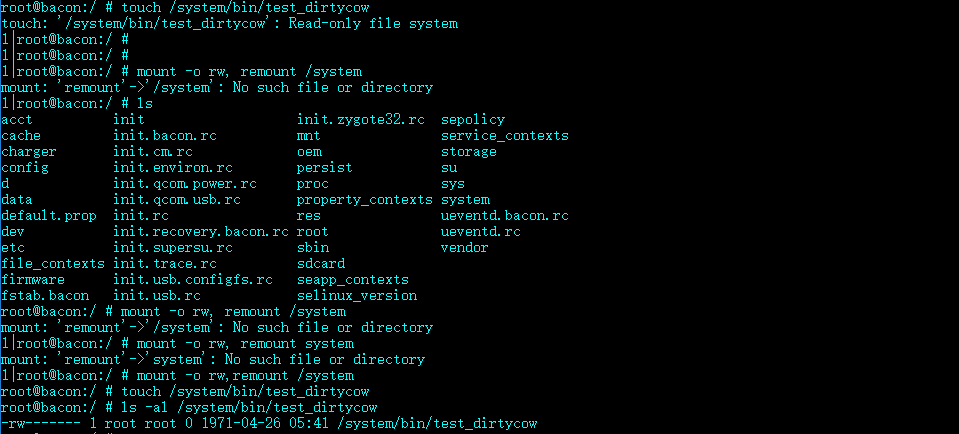 root@bacon:/ # touch /system/bin/test_dirtycow
touch: '/system/bin/test_dirtycow': Read-only file system
1|root@bacon:/ #
1|root@bacon:/ #
1|root@bacon:/ # mount -o rw, remount /system
mount: 'remount'->'/system': No such file or directory
1|root@bacon:/ # ls
acct init init.zygote32.rc sepolicy
cache init.bacon.rc mnt service_contexts
charger init.cm.rc oem storage
config init.environ.rc persist su
d init.qcom.power.rc proc sys
data init.qcom.usb.rc property_contexts system
default.prop init.rc res ueventd.bacon.rc
dev init.recovery.bacon.rc root ueventd.rc
etc init.supersu.rc sbin vendor
file_contexts init.trace.rc sdcard
firmware init.usb.configfs.rc seapp_contexts
fstab.bacon init.usb.rc selinux_version
root@bacon:/ # mount -o rw, remount /system
mount: 'remount'->'/system': No such file or directory
1|root@bacon:/ # mount -o rw, remount system
mount: 'remount'->'system': No such file or directory
1|root@bacon:/ # mount -o rw,remount /system
root@bacon:/ # touch /system/bin/test_dirtycow
root@bacon:/ # ls -al /system/bin/test_dirtycow
-rw------- 1 root root 0 1971-04-26 05:41 /system/bin/test_dirtycow